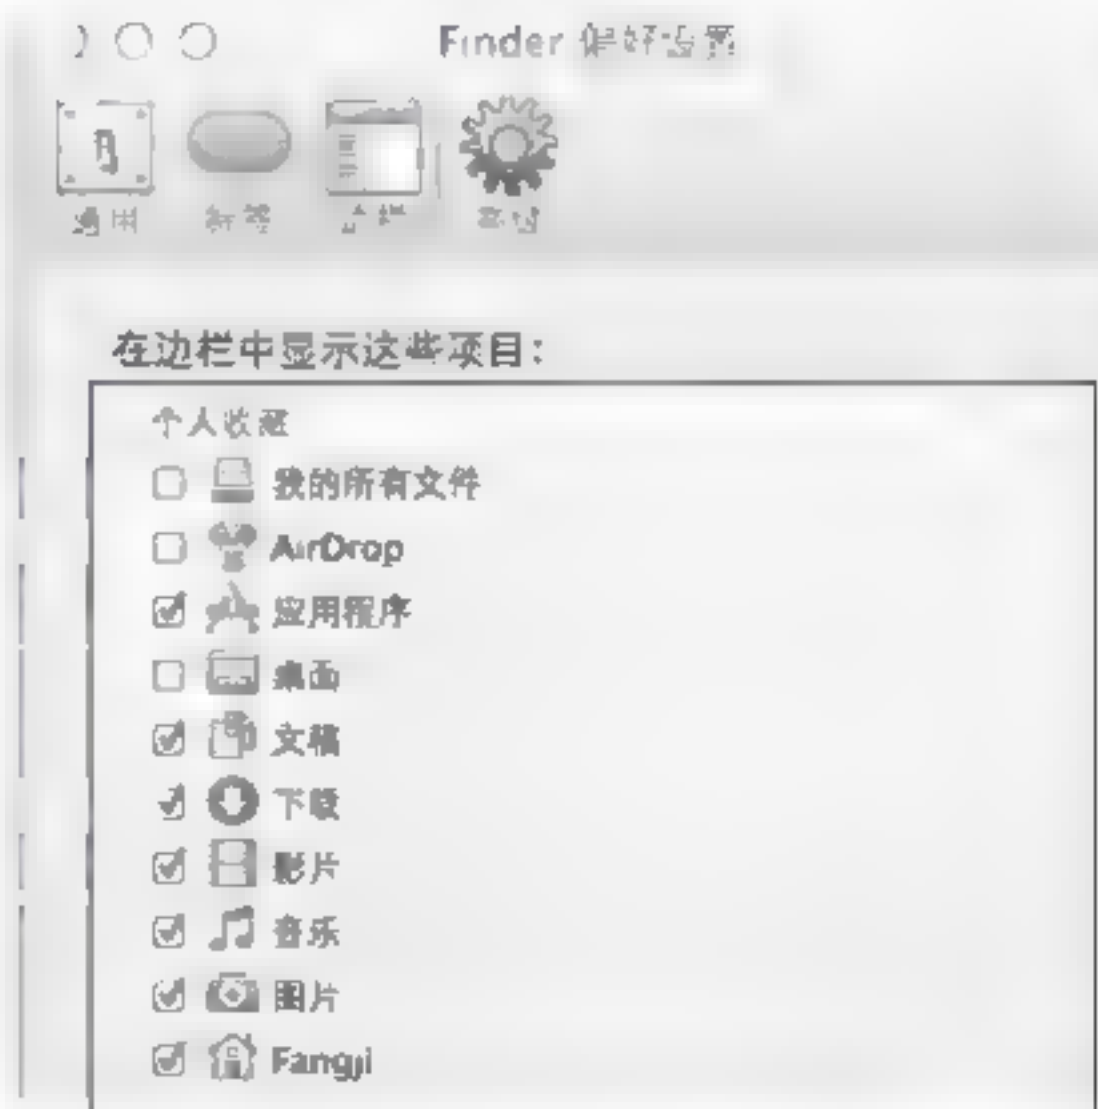 Finder 偏好设置
通用 标签 边栏 高级
在边栏中显示这些项目：
个人收藏
我的所有文件
AirDrop
应用程序
桌面
文稿
下载
影片
音乐
图片
Fangji